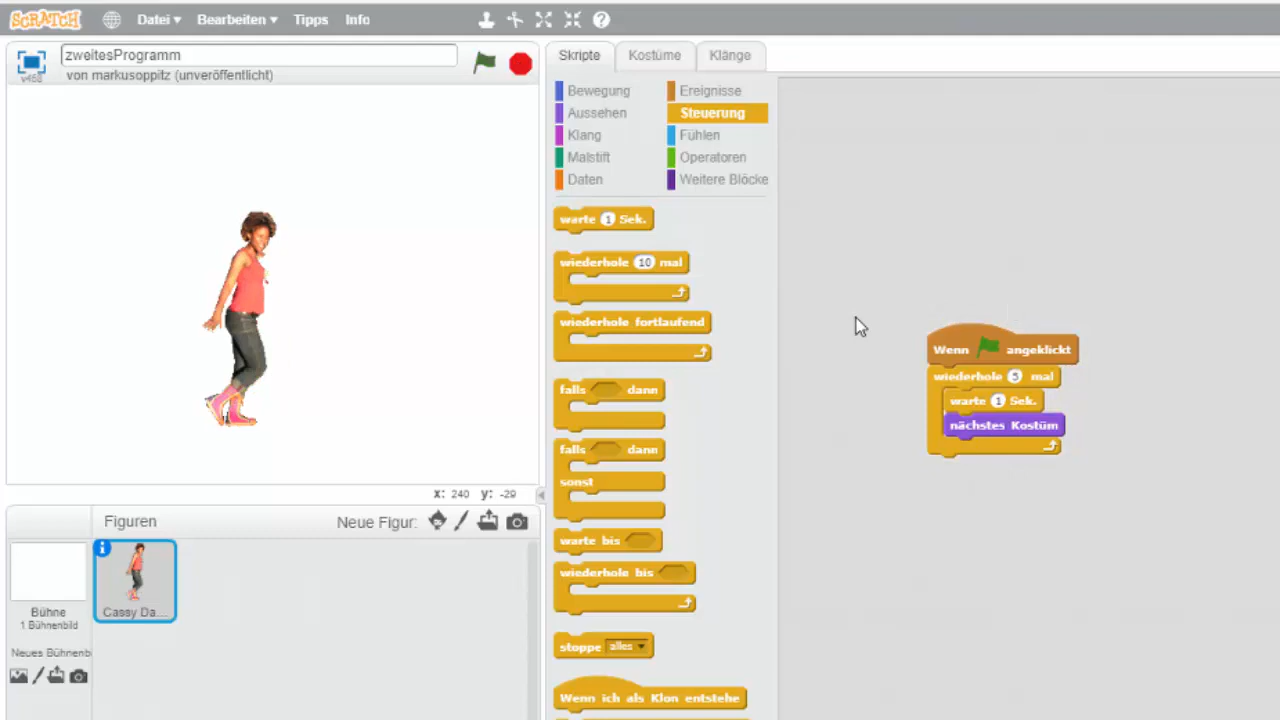 SCRATCH
Datei ▾ Bearbeiten ▾ Tipps Info
?
v458
zweitesProgramm
von markusoppitz (unveröffentlicht)
Skripte Kostüme Klänge
Bewegung Ereignisse
Aussehen Steuerung
Klang Fühlen
Malstift Operatoren
Daten Weitere Blöcke
warte 1 Sek.
wiederhole 10 mal
wiederhole fortlaufend
falls dann
falls dann
sonst
warte bis
wiederhole bis
stoppe alles ▾
Wenn ich als Klon entstehe
Wenn angeklickt
wiederhole 5 mal
warte 1 Sek.
nächstes Kostüm
x: 240 y: -29
Figuren Neue Figur:
i
Cassy Da...
Bühne
1 Bühnenbild
Neues Bühnenb